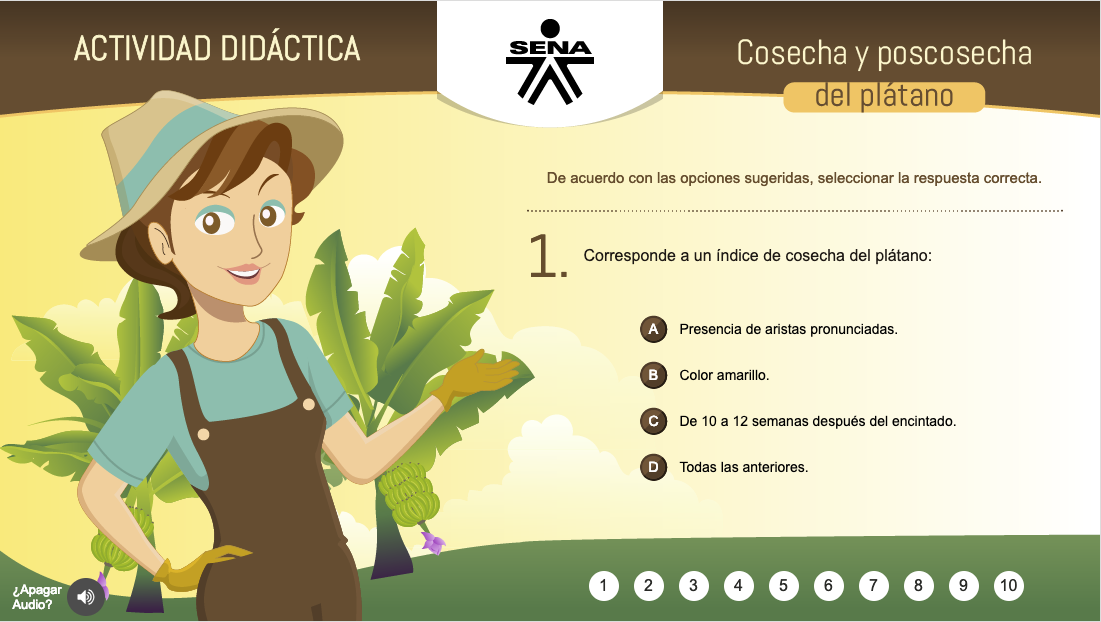 ACTIVIDAD DIDÁCTICA
SENA
Cosecha y poscosecha
del plátano
De acuerdo con las opciones sugeridas, seleccionar la respuesta correcta.
1. Corresponde a un índice de cosecha del plátano:
A Presencia de aristas pronunciadas.
B Color amarillo.
C De 10 a 12 semanas después del encintado.
D Todas las anteriores.
¿Apagar
Audio?
1 2 3 4 5 6 7 8 9 10